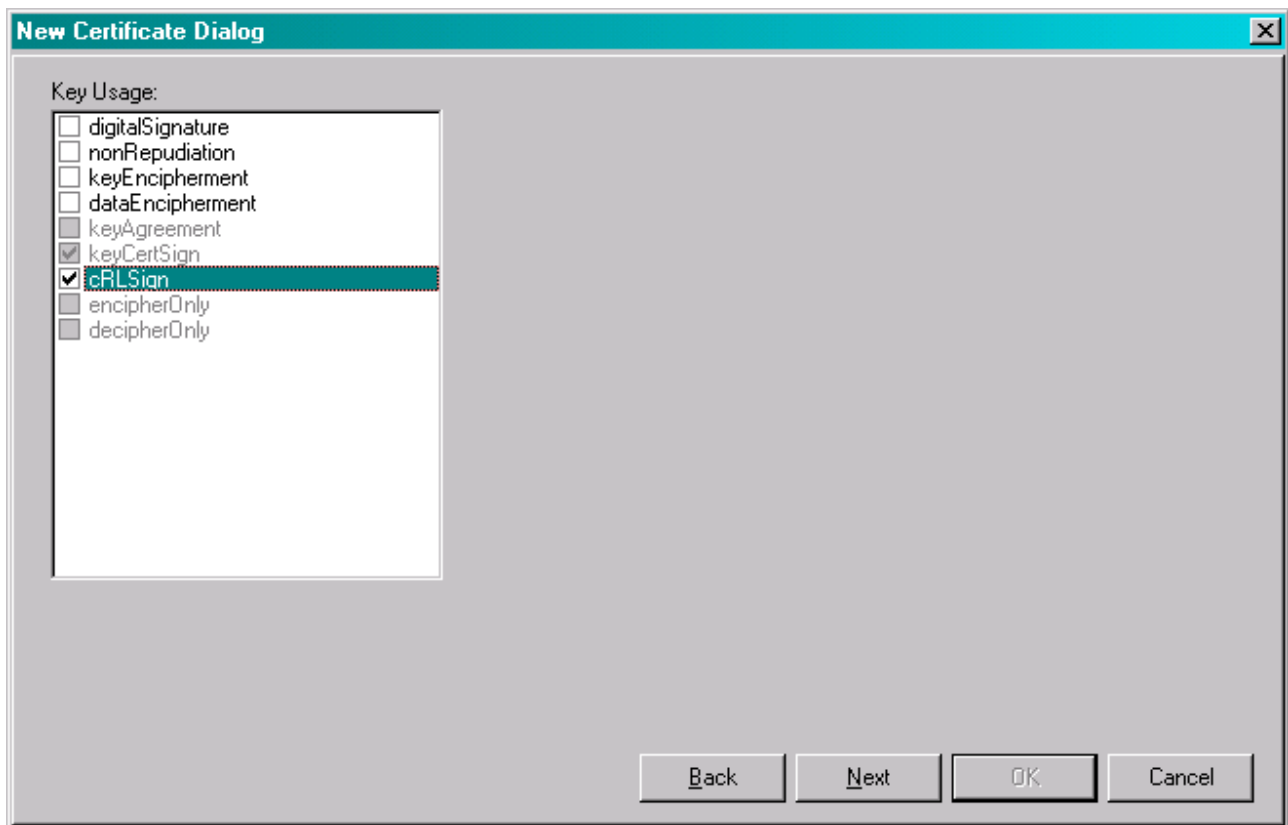 New Certificate Dialog
Key Usage:
digitalSignature
nonRepudiation
keyEncipherment
dataEncipherment
keyAgreement
keyCertSign
cRLSign
encipherOnly
decipherOnly
Back Next OK Cancel